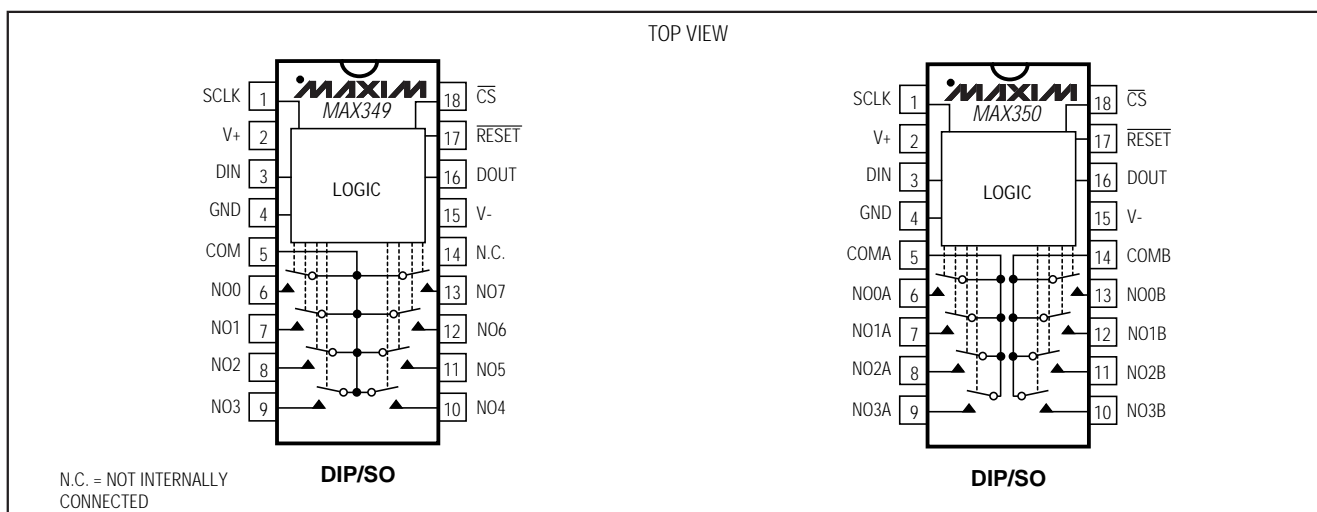 TOP VIEW
MAXIM
MAX349
SCLK 1
V+ 2
DIN 3
GND 4
COM 5
NO0 6
NO1 7
NO2 8
NO3 9
18 CS
17 RESET
16 DOUT
15 V-
14 N.C.
13 NO7
12 NO6
11 NO5
10 NO4
LOGIC
DIP/SO
N.C. = NOT INTERNALLY
CONNECTED
MAXIM
MAX350
SCLK 1
V+ 2
DIN 3
GND 4
COMA 5
NO0A 6
NO1A 7
NO2A 8
NO3A 9
18 CS
17 RESET
16 DOUT
15 V-
14 COMB
13 NO0B
12 NO1B
11 NO2B
10 NO3B
LOGIC
DIP/SO